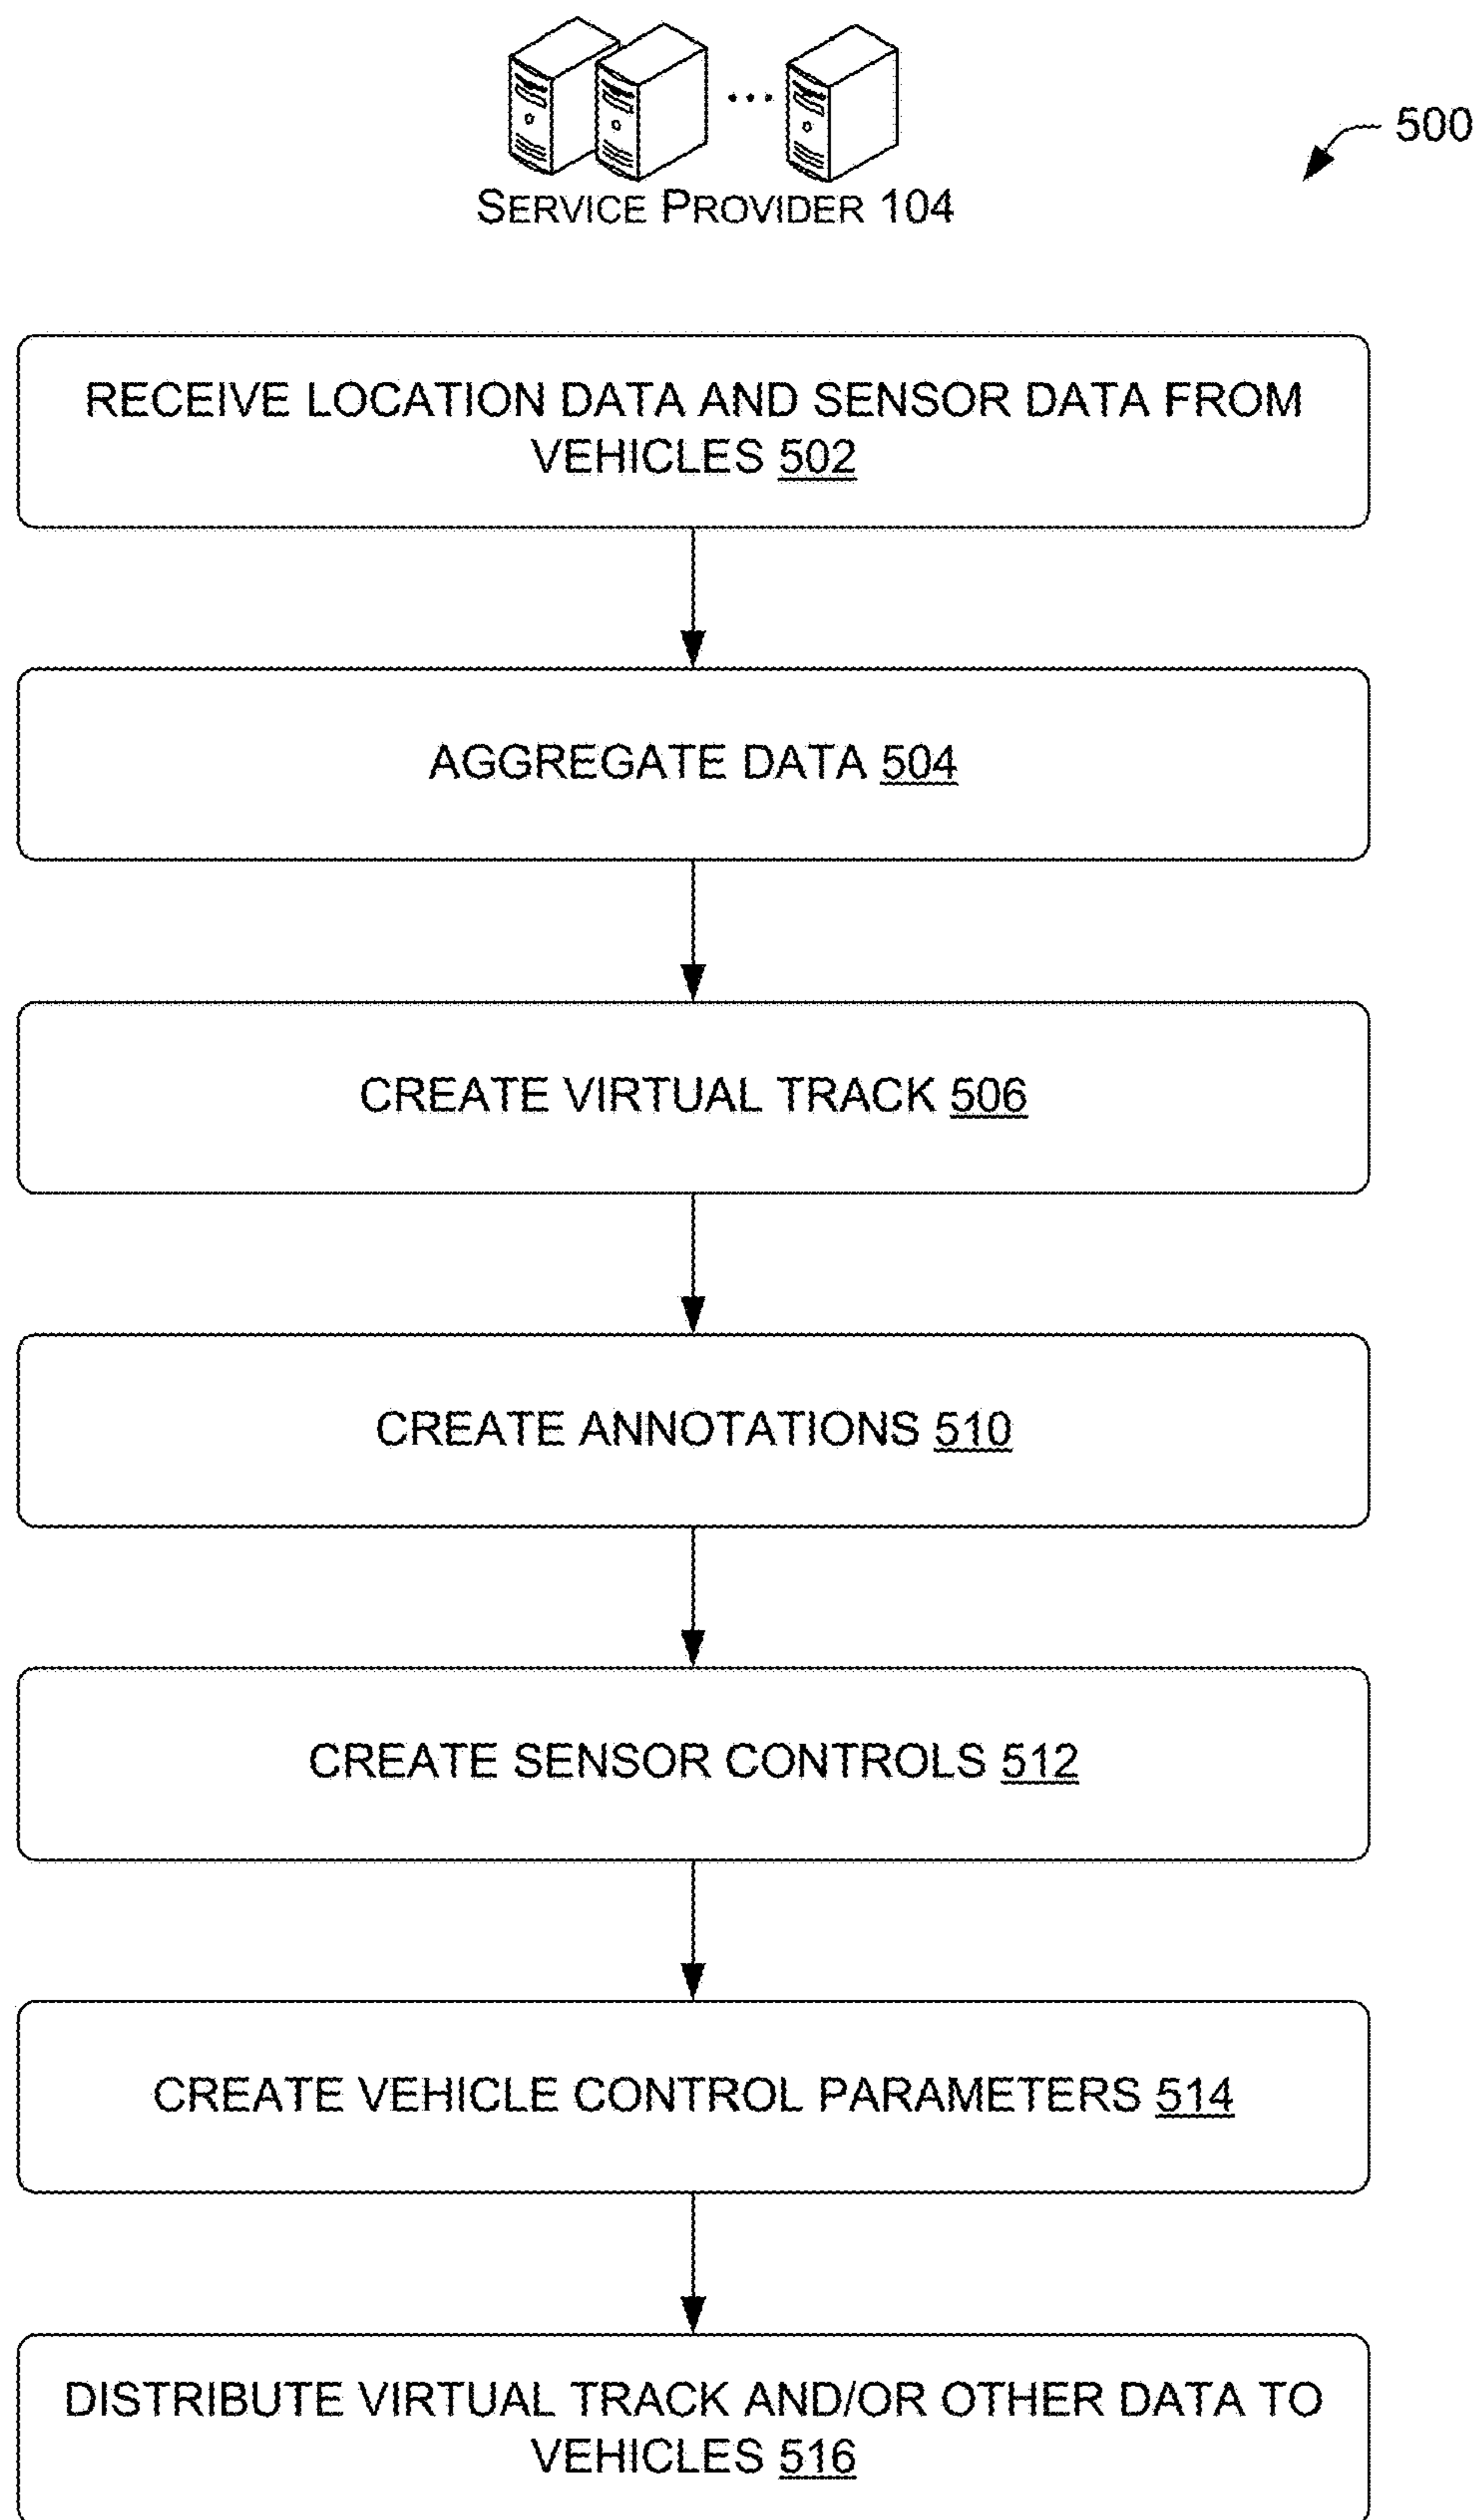 500
SERVICE PROVIDER 104
RECEIVE LOCATION DATA AND SENSOR DATA FROM
VEHICLES 502
AGGREGATE DATA 504
CREATE VIRTUAL TRACK 506
CREATE ANNOTATIONS 510
CREATE SENSOR CONTROLS 512
CREATE VEHICLE CONTROL PARAMETERS 514
DISTRIBUTE VIRTUAL TRACK AND/OR OTHER DATA TO
VEHICLES 516